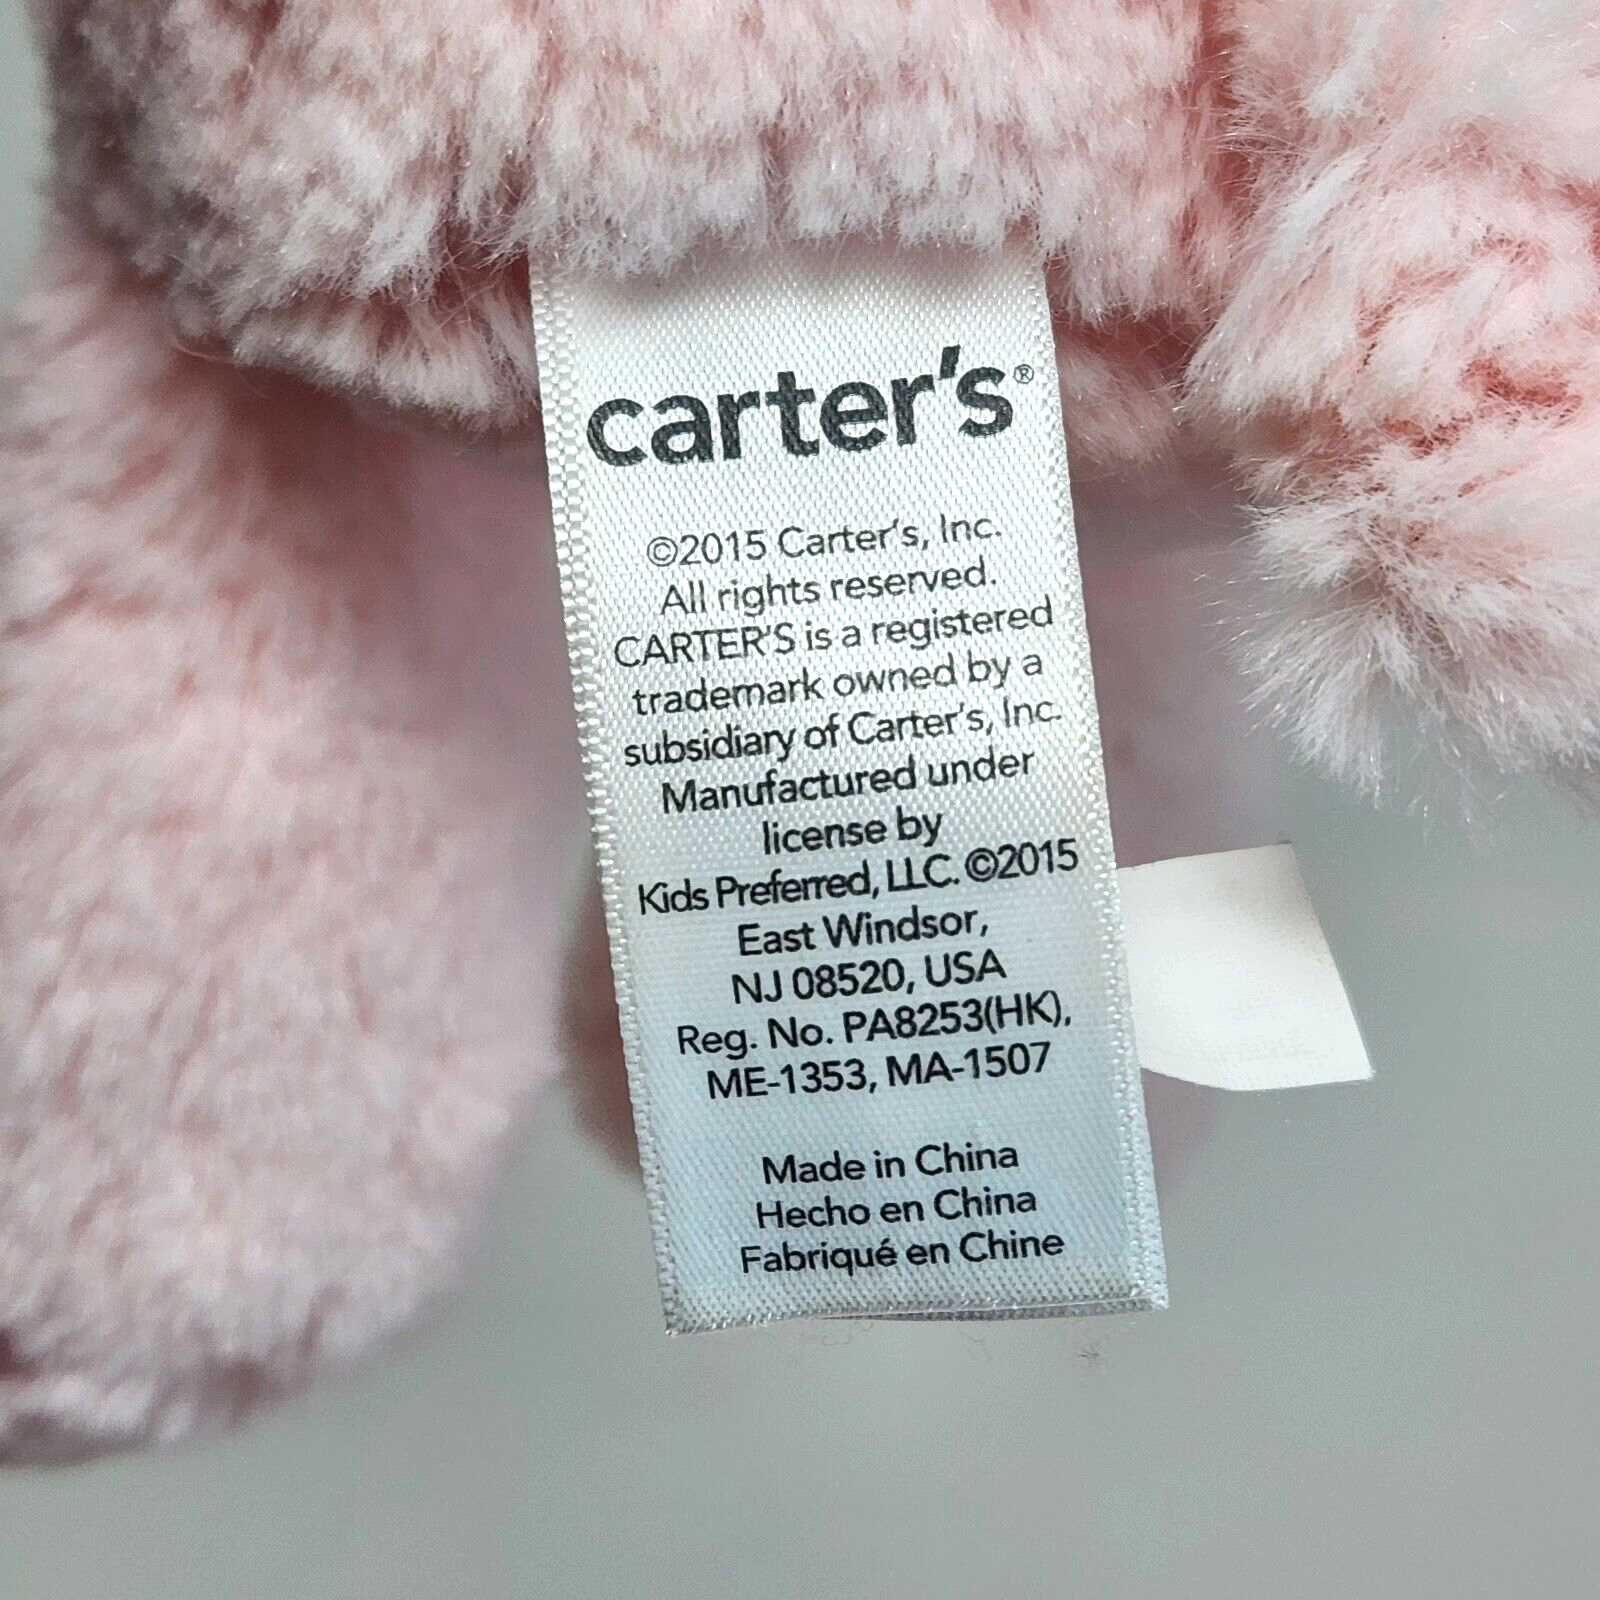 carter's®
©2015 Carter's, Inc.
All rights reserved.
CARTER'S is a registered
trademark owned by a
subsidiary of Carter's, Inc.
Manufactured under
license by
Kids Preferred, LLC. ©2015
East Windsor,
NJ 08520, USA
Reg. No. PA8253(HK),
ME-1353, MA-1507
Made in China
Hecho en China
Fabriqué en Chine